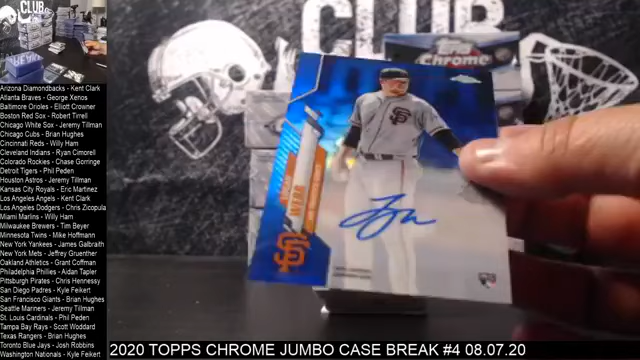 CLUB
CLUB
Topps
Chrome
Arizona Diamondbacks - Kent Clark
Atlanta Braves - George Xenos
Baltimore Orioles - Elliott Crowner
Boston Red Sox - Robert Tirrell
Chicago White Sox - Jeremy Tillman
Chicago Cubs - Brian Hughes
Cincinnati Reds - Willy Ham
Cleveland Indians - Ryan Cimorell
Colorado Rockies - Chase Gorringe
Detroit Tigers - Phil Peden
Houston Astros - Jeremy Tillman
Kansas City Royals - Eric Martinez
Los Angeles Angels - Kent Clark
Los Angeles Dodgers - Chris Zicopula
Miami Marlins - Willy Ham
Milwaukee Brewers - Tim Beyer
Minnesota Twins - Mike Hoffmann
New York Yankees - James Galbraith
New York Mets - Jeffrey Gruenther
Oakland Athletics - Grant Coffman
Philadelphia Phillies - Aidan Tapler
Pittsburgh Pirates - Chris Hennessy
San Diego Padres - Kyle Feikert
San Francisco Giants - Brian Hughes
Seattle Mariners - Jeremy Tillman
St. Louis Cardinals - Phil Peden
Tampa Bay Rays - Scott Woddard
Texas Rangers - Brian Hughes
Toronto Blue Jays - Josh Robbins
Washington Nationals - Kyle Feikert
WEBB
SF
SF
RC
2020 TOPPS CHROME JUMBO CASE BREAK #4 08.07.20